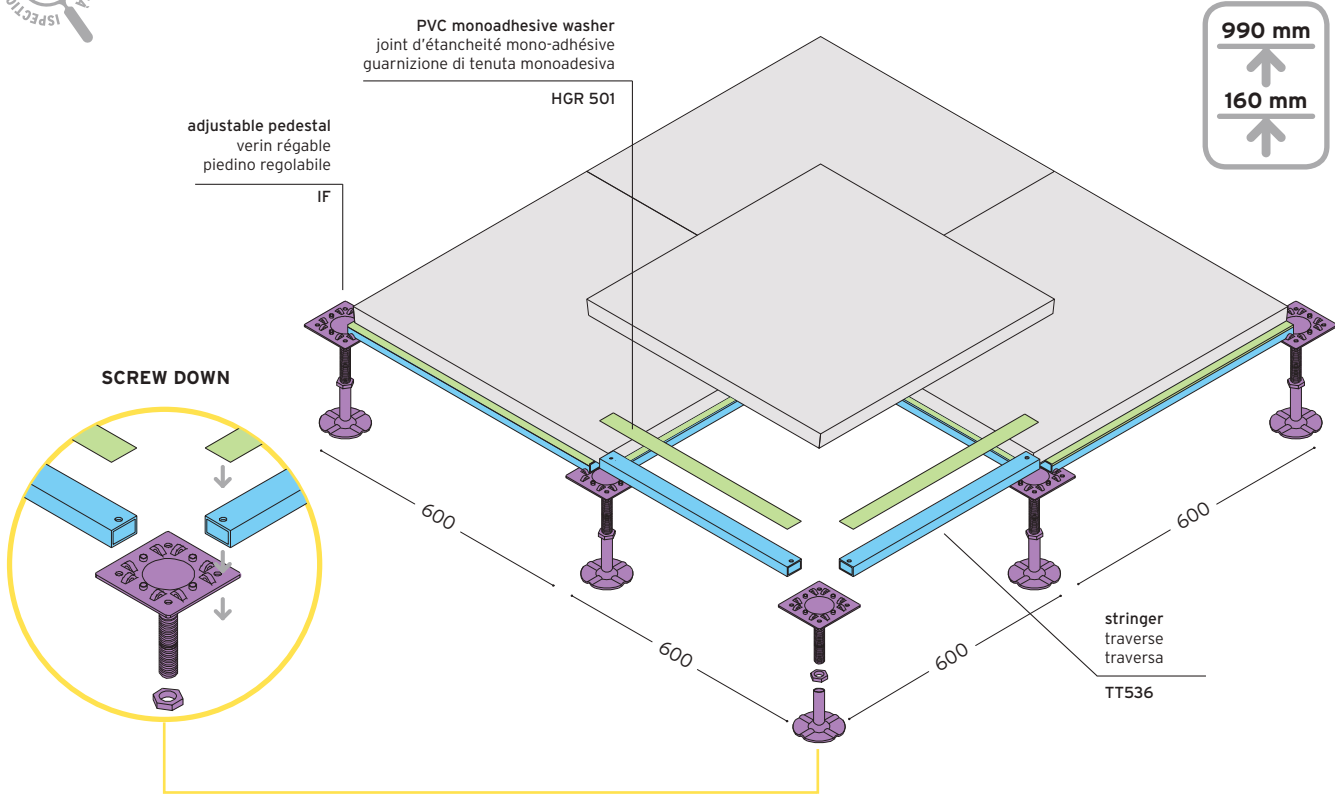 ISPECTIO
PVC monoadhesive washer
joint d'étancheité mono-adhésive
guarnizione di tenuta monoadesiva
HGR 501
990 mm
160 mm
adjustable pedestal
verin régable
piedino regolabile
IF
SCREW DOWN
600
600
600
600
stringer
traverse
traversa
TT536